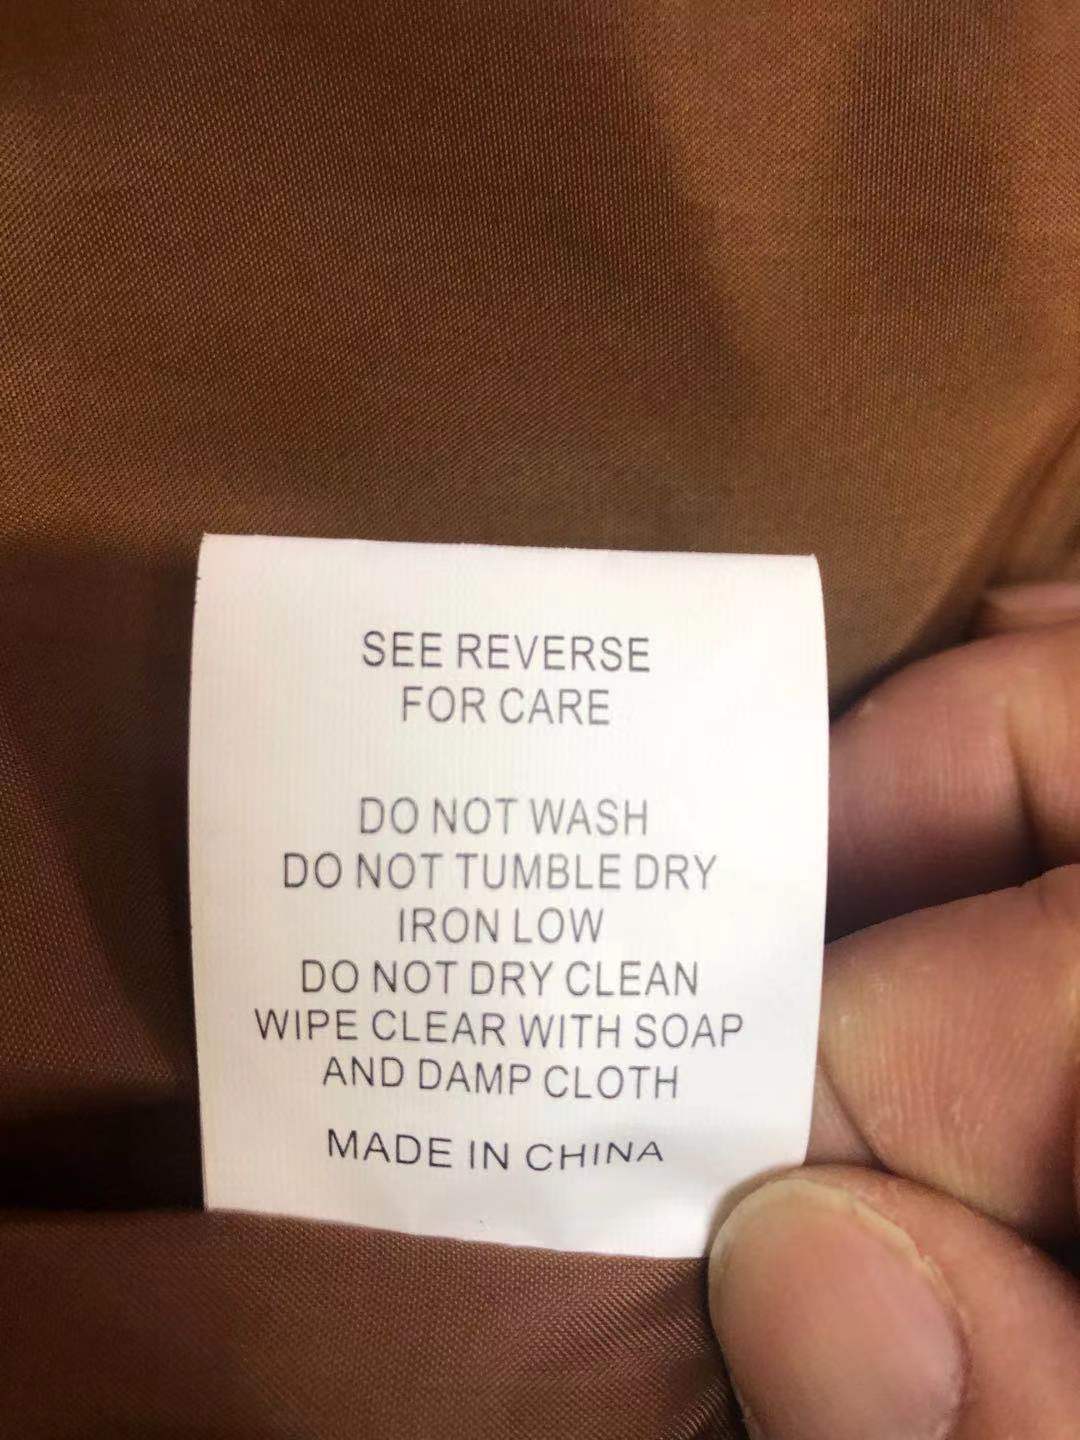 SEE REVERSE
FOR CARE
DO NOT WASH
DO NOT TUMBLE DRY
IRON LOW
DO NOT DRY CLEAN
WIPE CLEAR WITH SOAP
AND DAMP CLOTH
MADE IN CHINA